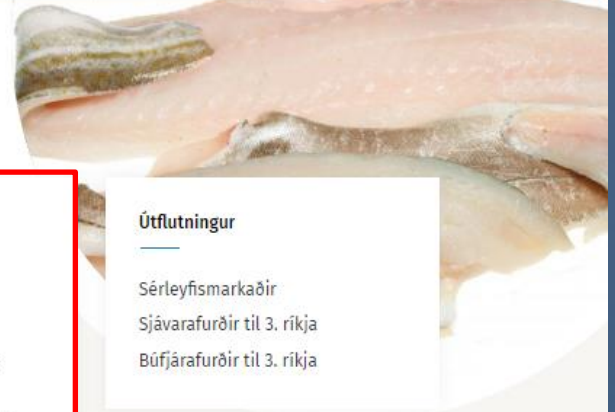 Útflutningur
Sérleyfismarkaðir
Sjávarafurðir til 3. ríkja
Búfjárafurðir til 3. ríkja